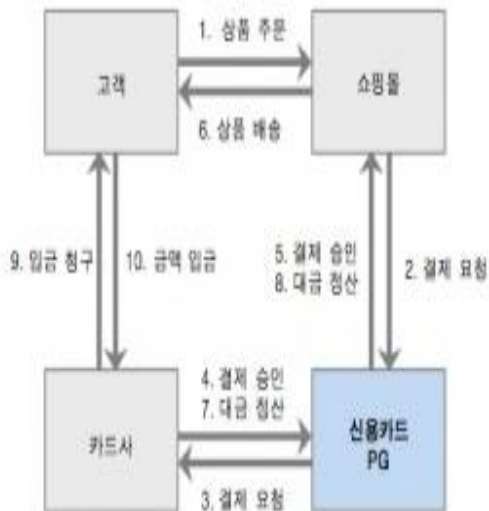 1. 상품 주문
고객
쇼핑몰
6. 상품 배송
9. 입금 청구
10. 금액 입금
5. 결제 승인
8. 대금 정산
2. 결제 요청
4. 결제 승인
7. 대금 정산
카드사
신용카드
PG
3. 결제 요청